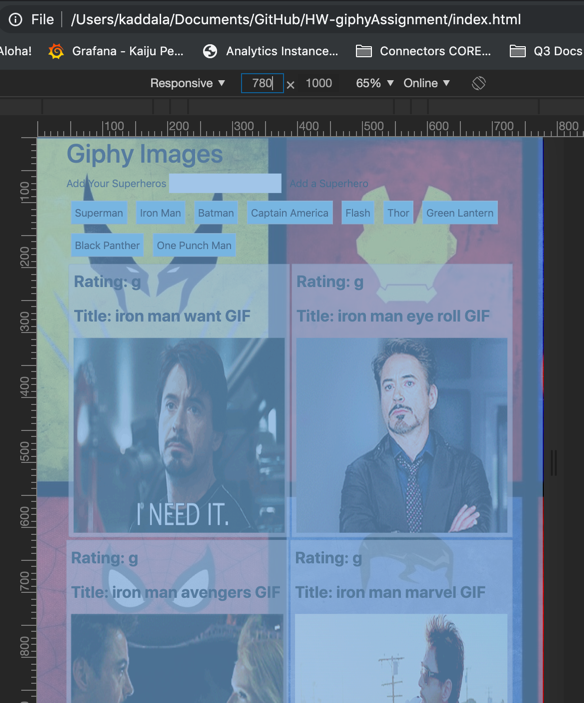 File | /Users/kaddala/Documents/GitHub/HW-giphyAssignment/index.html
Aloha! Grafana - Kaiju Pe... Analytics Instance... Connectors CORE... Q3 Docs
Responsive ▼ 780 × 1000 65% ▼ Online ▼
100 200 300 400 500 600 700 800
Giphy Images
Add Your Superheros Add a Superhero
Superman Iron Man Batman Captain America Flash Thor Green Lantern
Black Panther One Punch Man
100
200
300
400
500
600
700
800
Rating: g Rating: g
Title: iron man want GIF Title: iron man eye roll GIF
I NEED IT.
Rating: g Rating: g
Title: iron man avengers GIF Title: iron man marvel GIF